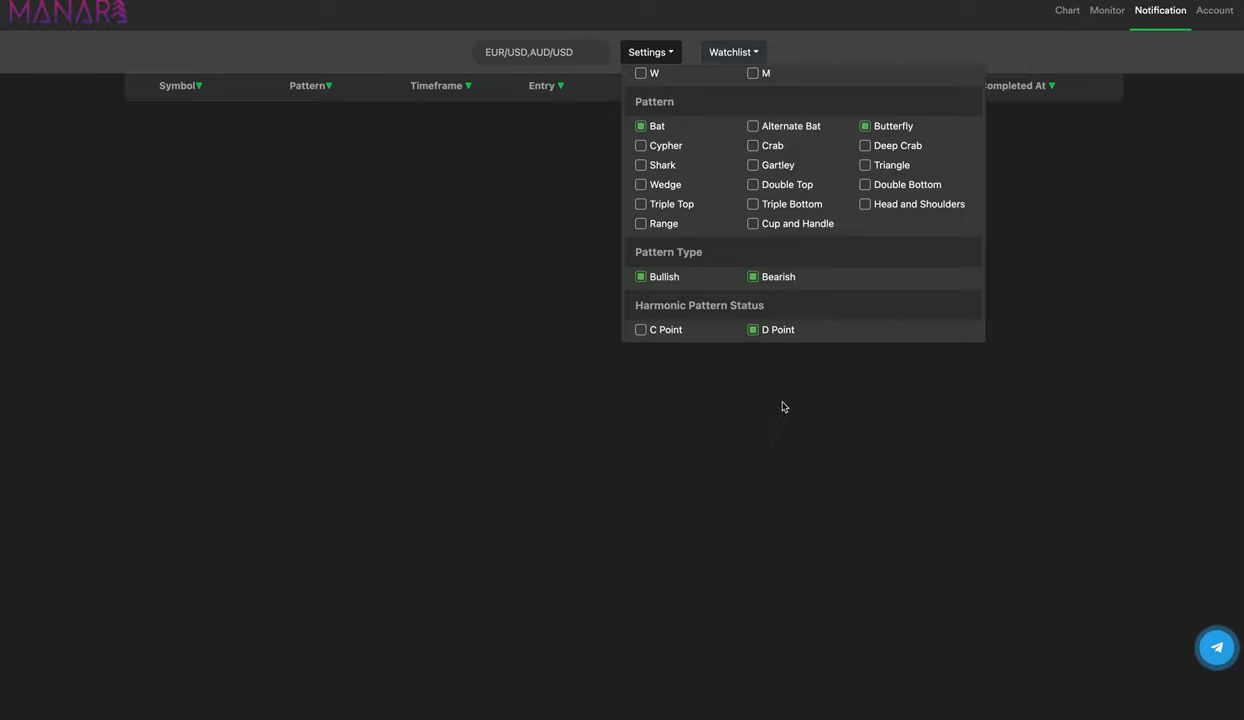 MANAR
Chart Monitor Notification Account
EUR/USD,AUD/USD Settings Watchlist
Symbol Pattern Timeframe Entry ompleted At
W M
Pattern
Bat Alternate Bat Butterfly
Cypher Crab Deep Crab
Shark Gartley Triangle
Wedge Double Top Double Bottom
Triple Top Triple Bottom Head and Shoulders
Range Cup and Handle
Pattern Type
Bullish Bearish
Harmonic Pattern Status
C Point D Point